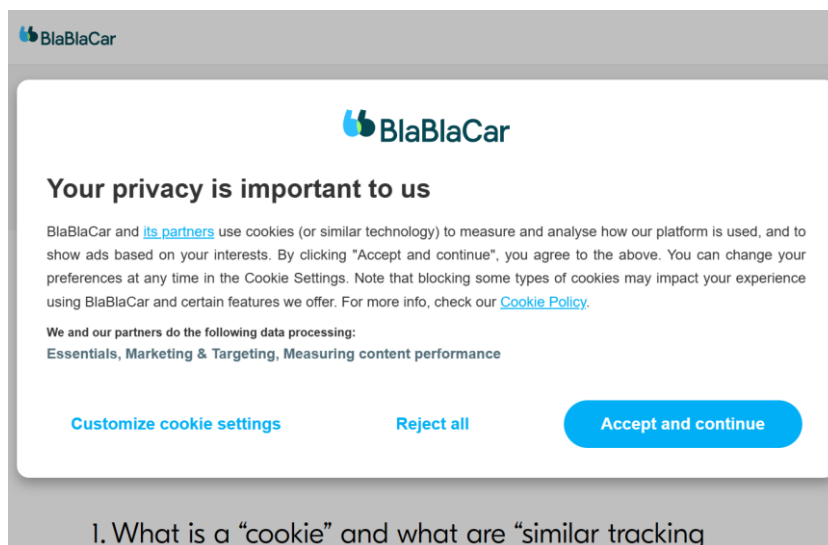 BlaBlaCar
BlaBlaCar
Your privacy is important to us
BlaBlaCar and its partners use cookies (or similar technology) to measure and analyse how our platform is used, and to
show ads based on your interests. By clicking "Accept and continue", you agree to the above. You can change your
preferences at any time in the Cookie Settings. Note that blocking some types of cookies may impact your experience
using BlaBlaCar and certain features we offer. For more info, check our Cookie Policy.
We and our partners do the following data processing:
Essentials, Marketing & Targeting, Measuring content performance
Customize cookie settings Reject all Accept and continue
1. What is a “cookie” and what are “similar tracking